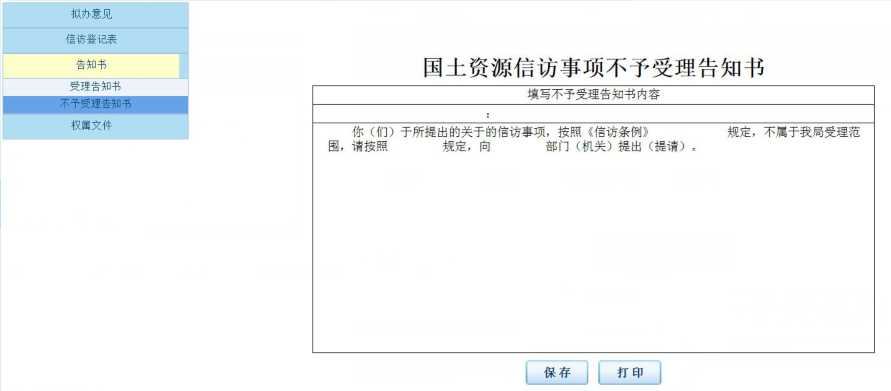 拟办意见
信访登记表
告知书
受理告知书
不予受理告知书
权属文件
国土资源信访事项不予受理告知书
填写不予受理告知书内容
：
你（们）于所提出的关于的信访事项，按照《信访条例》 规定，不属于我局受理范
围，请按照 规定，向 部门（机关）提出（提请）。
保存 打印